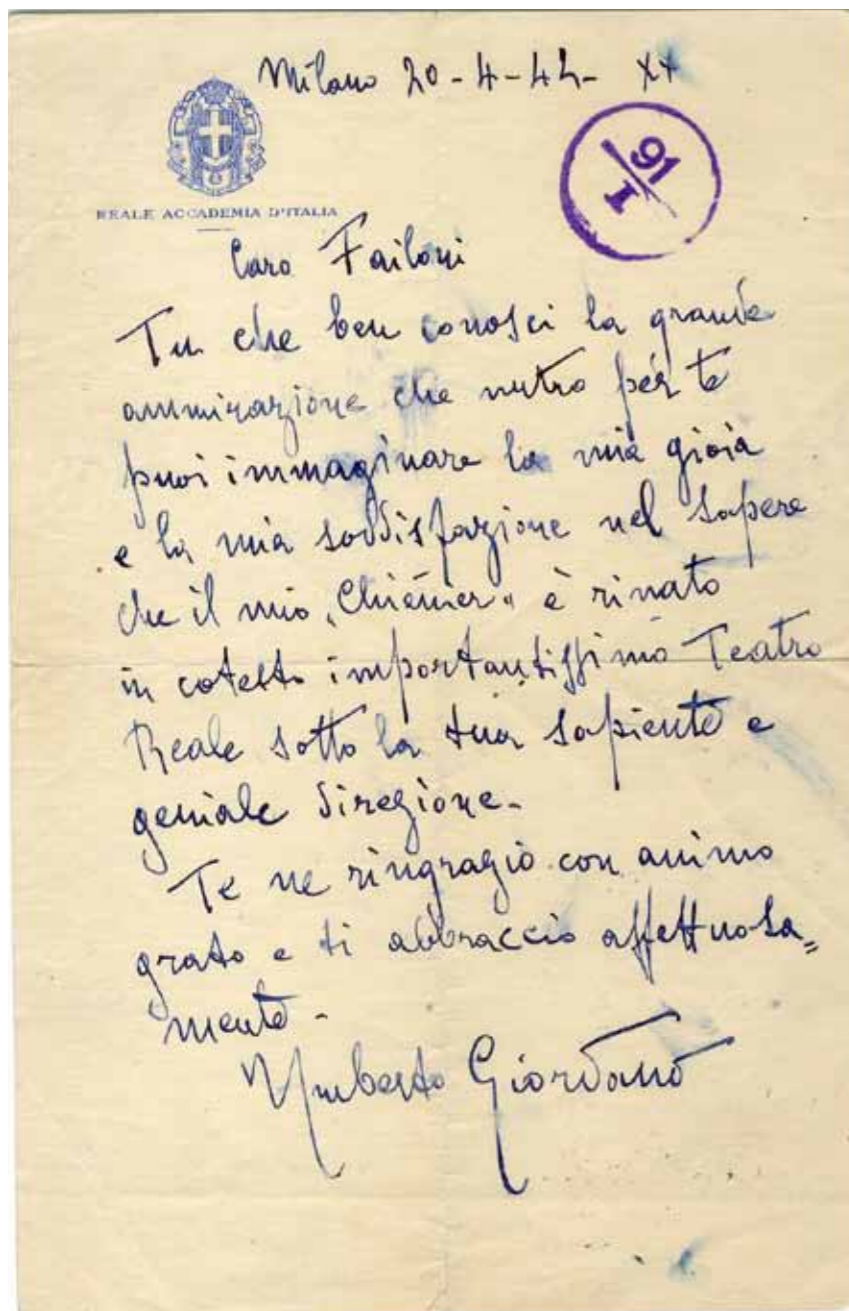 Milano 20-4-42- XX
REALE ACCADEMIA D'ITALIA
91
I
Caro Failoni
Tu che ben conosci la grande
ammirazione che nutro per te
puoi immaginare la mia gioia
e la mia soddisfazione nel sapere
che il mio „Chénier" è rinato
in cotesto importantissimo Teatro
Reale sotto la tua sapiente e
geniale direzione-
Te ne ringrazio con animo
grato e ti abbraccio affettuosa=
mente-
Umberto Giordano